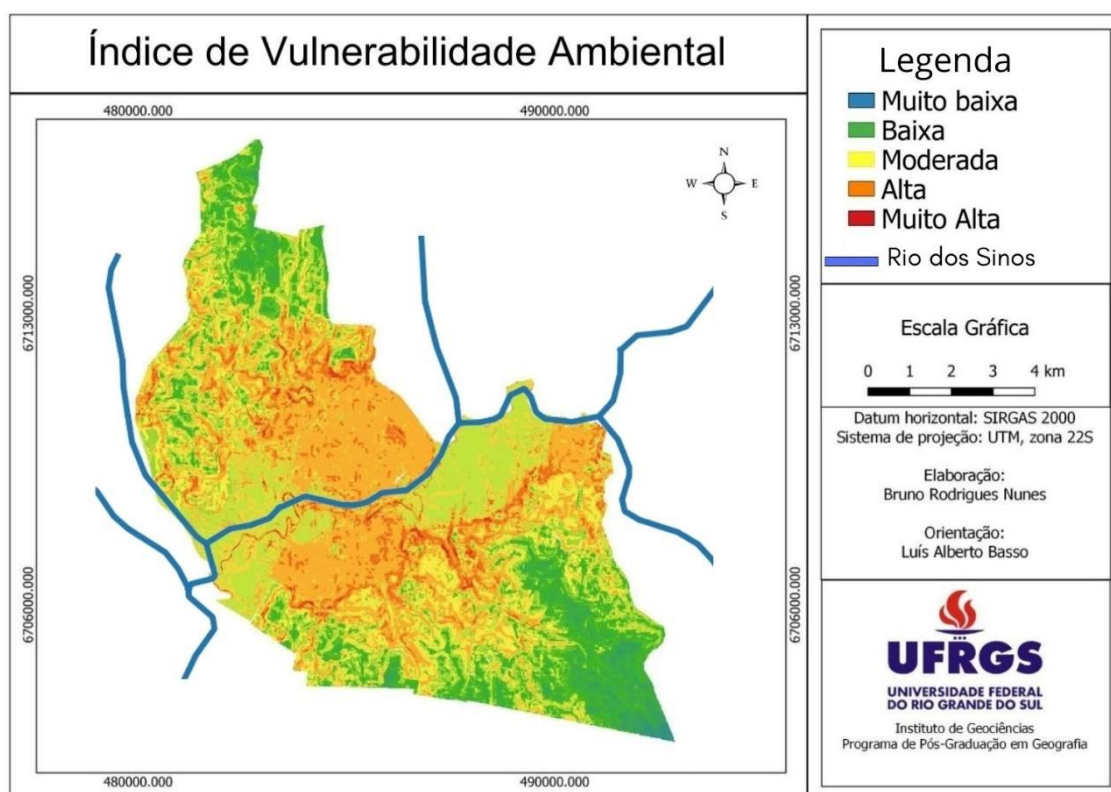 Índice de Vulnerabilidade Ambiental
480000.000
490000.000
6713000.000
6713000.000
6706000.000
6706000.000
480000.000
490000.000
N
W
E
S
Legenda
Muito baixa
Baixa
Moderada
Alta
Muito Alta
Rio dos Sinos
Escala Gráfica
0 1 2 3 4 km
Datum horizontal: SIRGAS 2000
Sistema de projeção: UTM, zona 22S
Elaboração:
Bruno Rodrigues Nunes
Orientação:
Luís Alberto Basso
UFRGS
UNIVERSIDADE FEDERAL
DO RIO GRANDE DO SUL
Instituto de Geociências
Programa de Pós-Graduação em Geografia